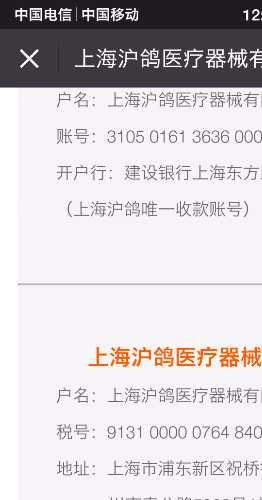 中国电信 | 中国移动 12:
上海沪鸽医疗器械有
户名：上海沪鸽医疗器械有
账号：3105 0161 3636 000
开户行：建设银行上海东方
（上海沪鸽唯一收款账号）
上海沪鸽医疗器械
户名：上海沪鸽医疗器械有
税号：9131 0000 0764 840
地址：上海市浦东新区祝桥